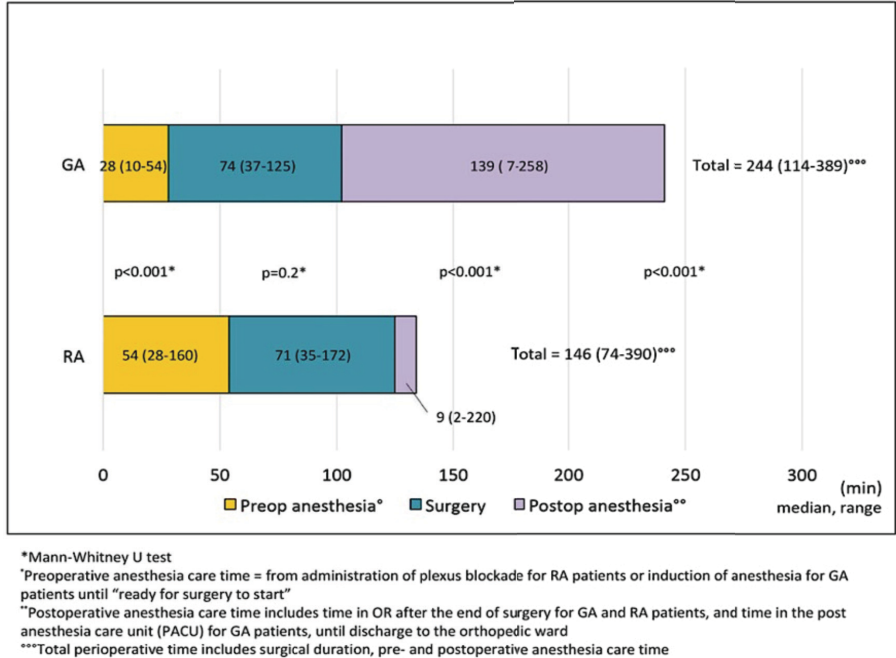 GA 28 (10-54) 74 (37-125) 139 ( 7-258) Total = 244 (114-389)°°°
p<0.001* p=0.2* p<0.001* p<0.001*
RA 54 (28-160) 71 (35-172) Total = 146 (74-390)°°°
9 (2-220)
0 50 100 150 200 250 300
(min)
Preop anesthesia° Surgery Postop anesthesia°°
median, range
*Mann-Whitney U test
°Preoperative anesthesia care time = from administration of plexus blockade for RA patients or induction of anesthesia for GA
patients until “ready for surgery to start”
°°Postoperative anesthesia care time includes time in OR after the end of surgery for GA and RA patients, and time in the post
anesthesia care unit (PACU) for GA patients, until discharge to the orthopedic ward
°°°Total perioperative time includes surgical duration, pre- and postoperative anesthesia care time